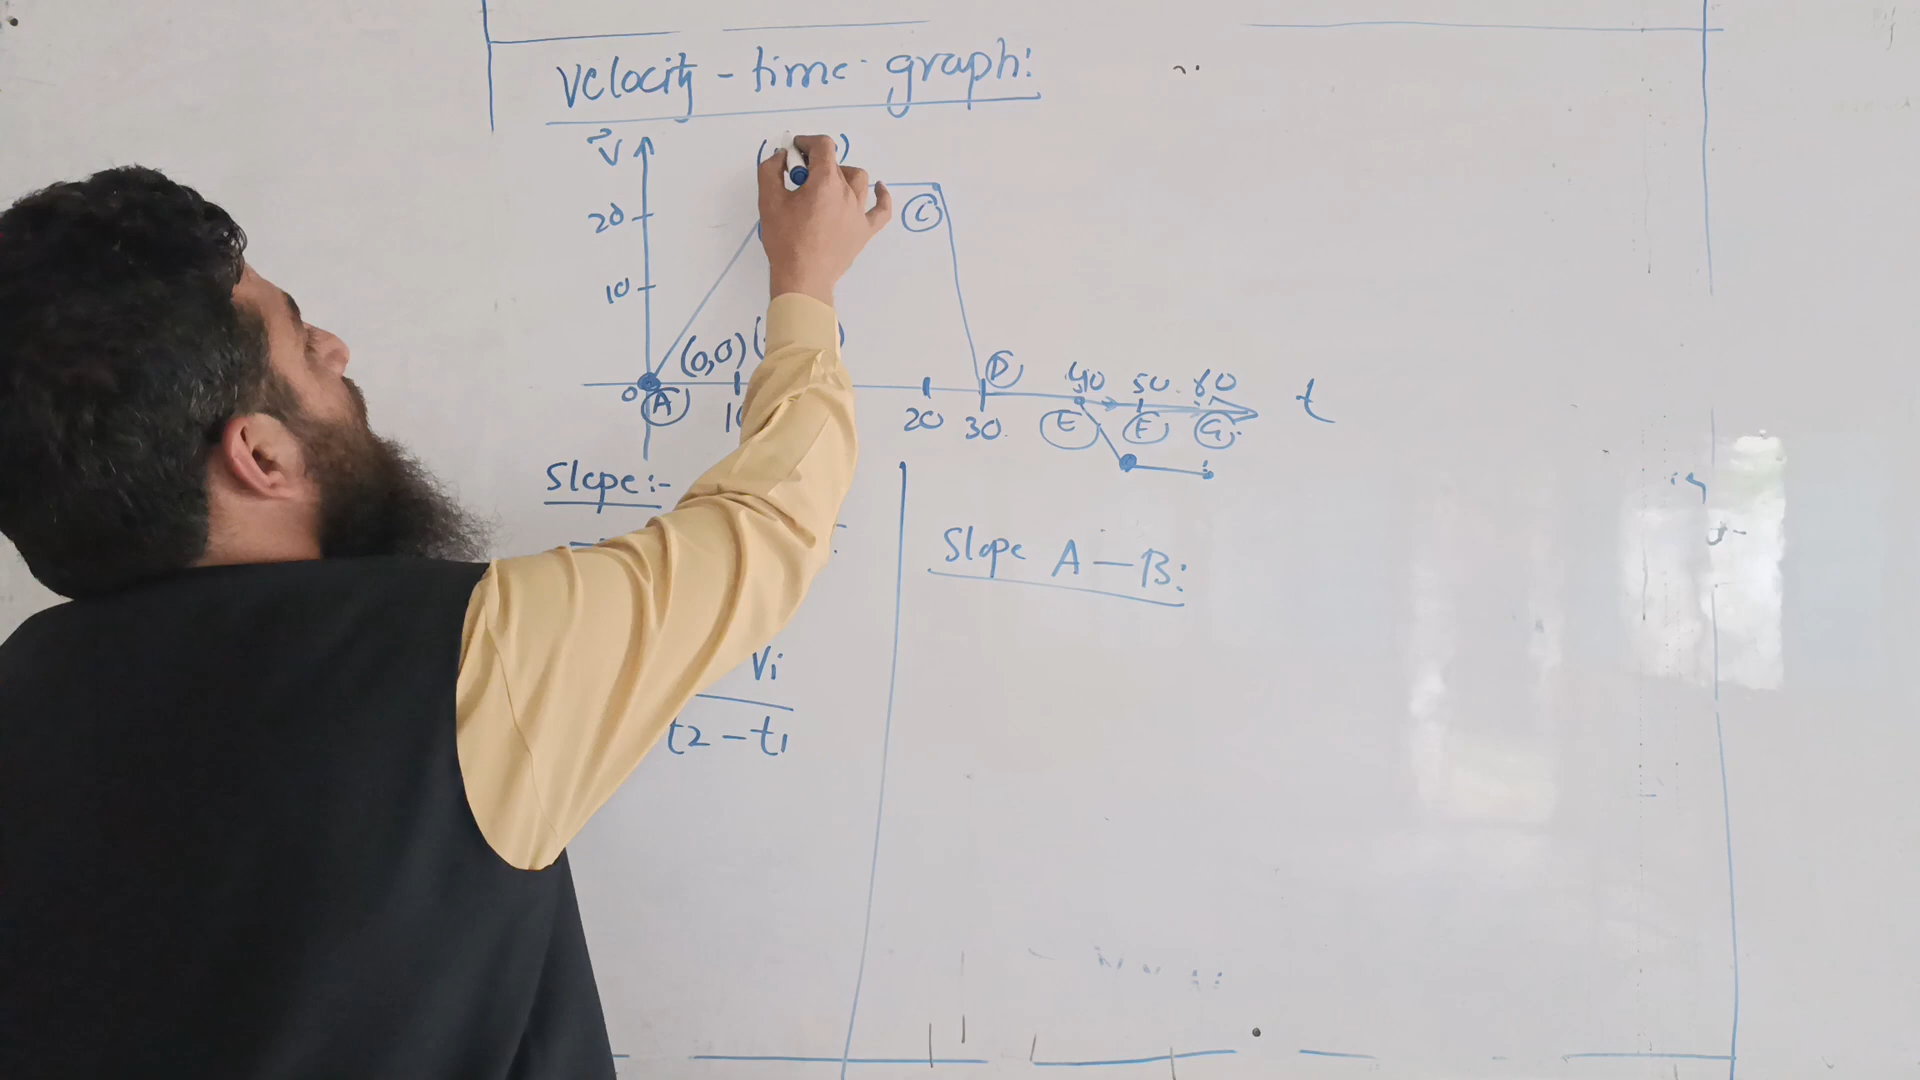 Velocity - time graph:
V
20
10
(0,0)
0
A
C
D
20
30
40
50
60
t
E
F
G
Slope:-
Slope A — B:
Vi
t2 - t1